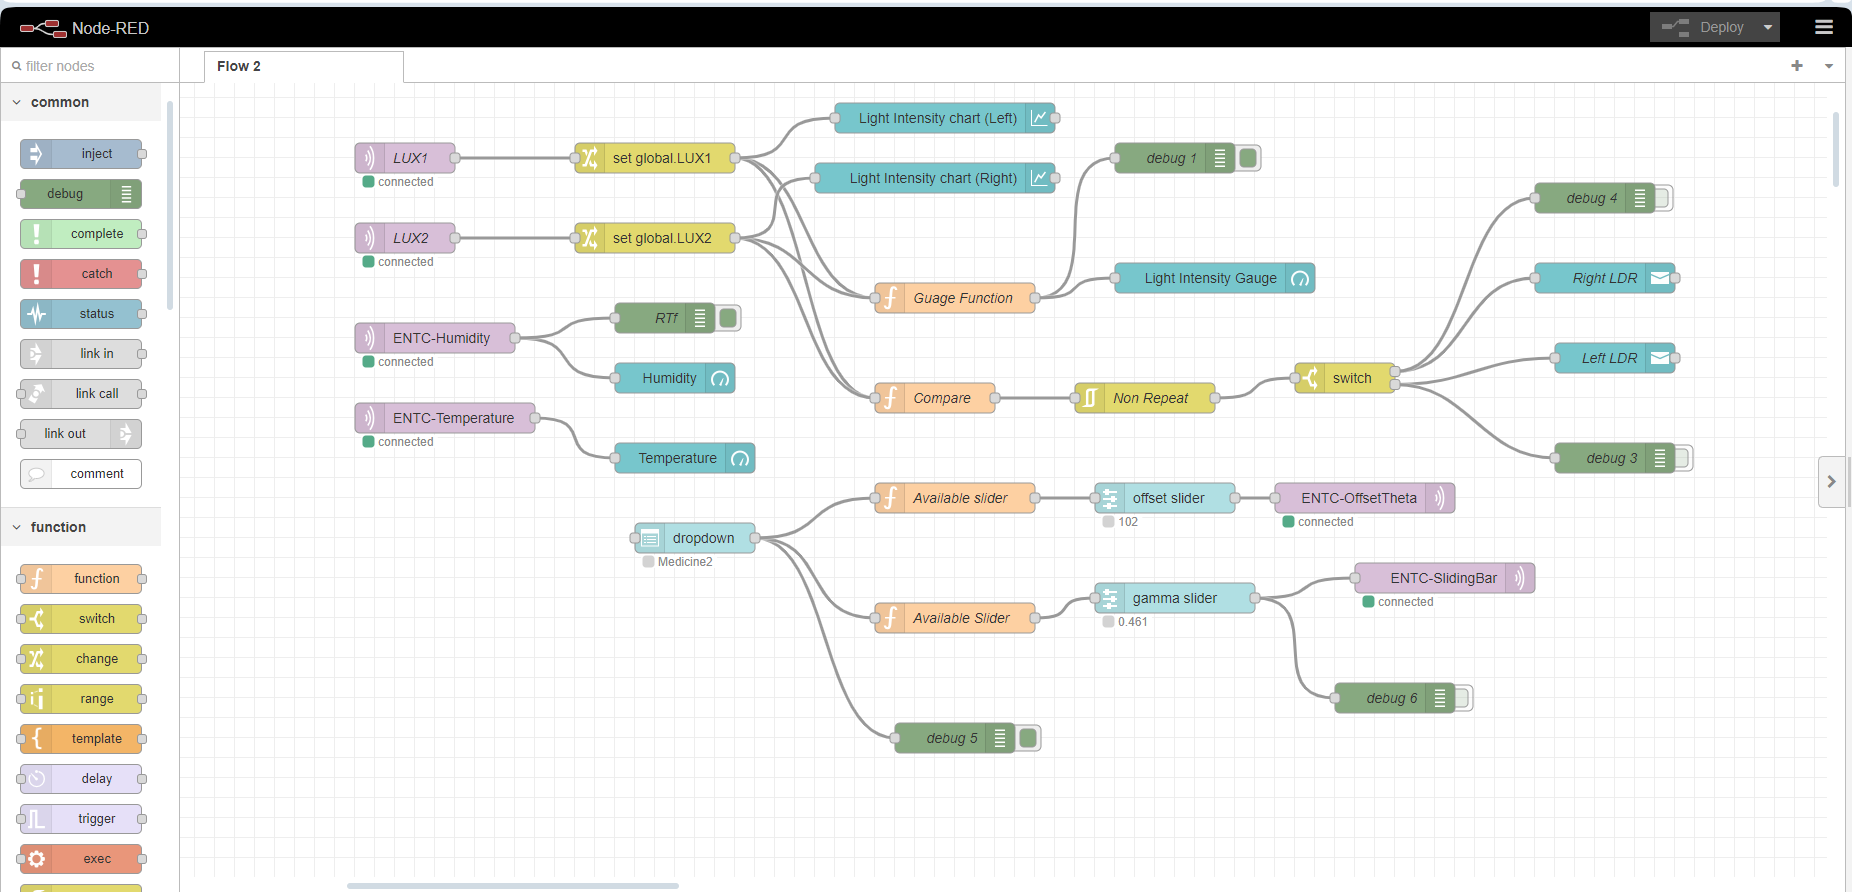 Node-RED
Deploy
filter nodes
Flow 2
common
inject
debug
complete
catch
status
link in
link call
link out
comment
function
function
switch
change
range
template
delay
trigger
exec
Light Intensity chart (Left)
LUX1
connected
set global.LUX1
Light Intensity chart (Right)
debug 1
debug 4
LUX2
connected
set global.LUX2
Light Intensity Gauge
Right LDR
Guage Function
RTf
ENTC-Humidity
connected
Humidity
Left LDR
switch
Compare
Non Repeat
ENTC-Temperature
connected
Temperature
debug 3
Available slider
offset slider
102
ENTC-OffsetTheta
connected
dropdown
Medicine2
ENTC-SlidingBar
connected
Available Slider
gamma slider
0.461
debug 6
debug 5